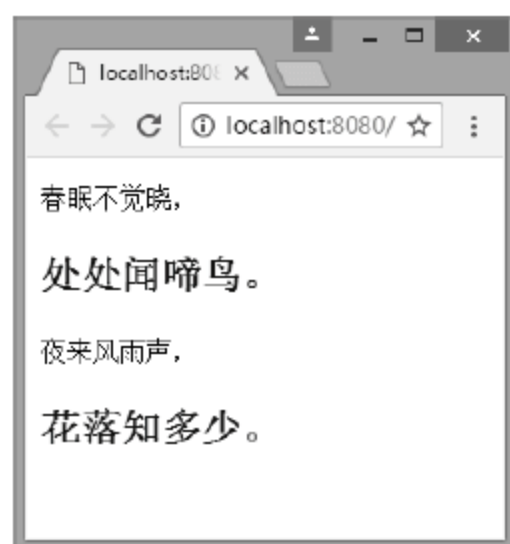 localhost:808
localhost:8080/
春眠不觉晓，
处处闻啼鸟。
夜来风雨声，
花落知多少。